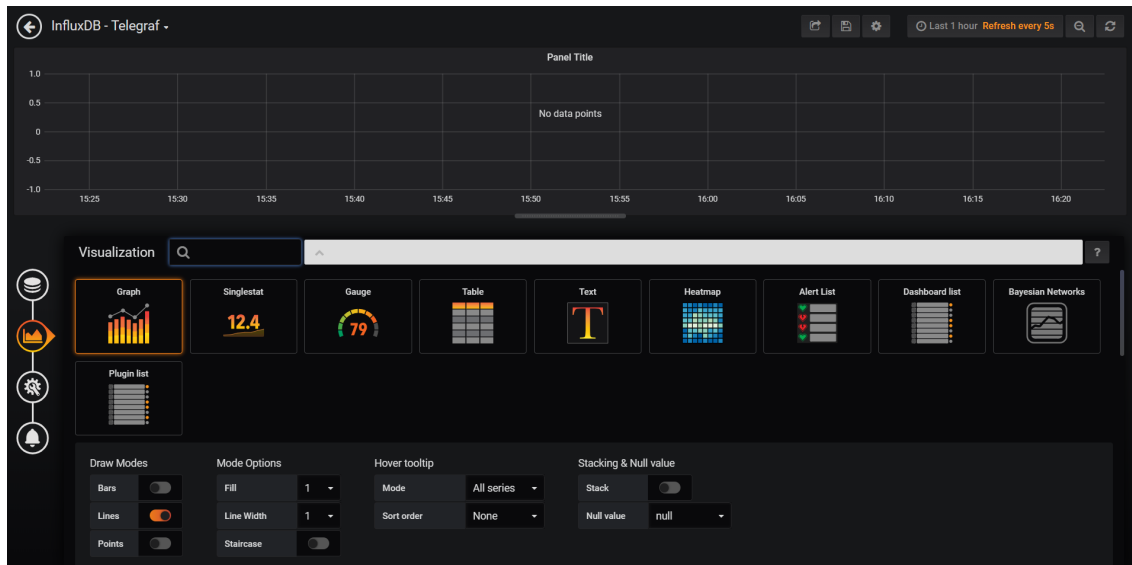 InfluxDB - Telegraf
Last 1 hour Refresh every 5s
Panel Title
1.0
0.5
0
-0.5
-1.0
No data points
15:25 15:30 15:35 15:40 15:45 15:50 15:55 16:00 16:05 16:10 16:15 16:20
Visualization
?
Graph Singlestat Gauge Table Text Heatmap Alert List Dashboard list Bayesian Networks
12.4 79 T
Plugin list
Draw Modes Mode Options Hover tooltip Stacking & Null value
Bars Fill 1 Mode All series Stack
Lines Line Width 1 Sort order None Null value null
Points Staircase